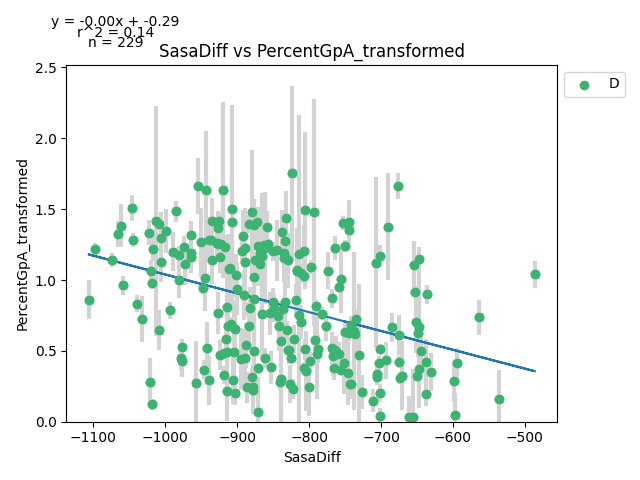 y = -0.00x + -0.29
r^2 = 0.14
n = 229
SasaDiff vs PercentGpA_transformed
D
PercentGpA_transformed
2.5
2.0
1.5
1.0
0.5
0.0
−1100 −1000 −900 −800 −700 −600 −500
SasaDiff